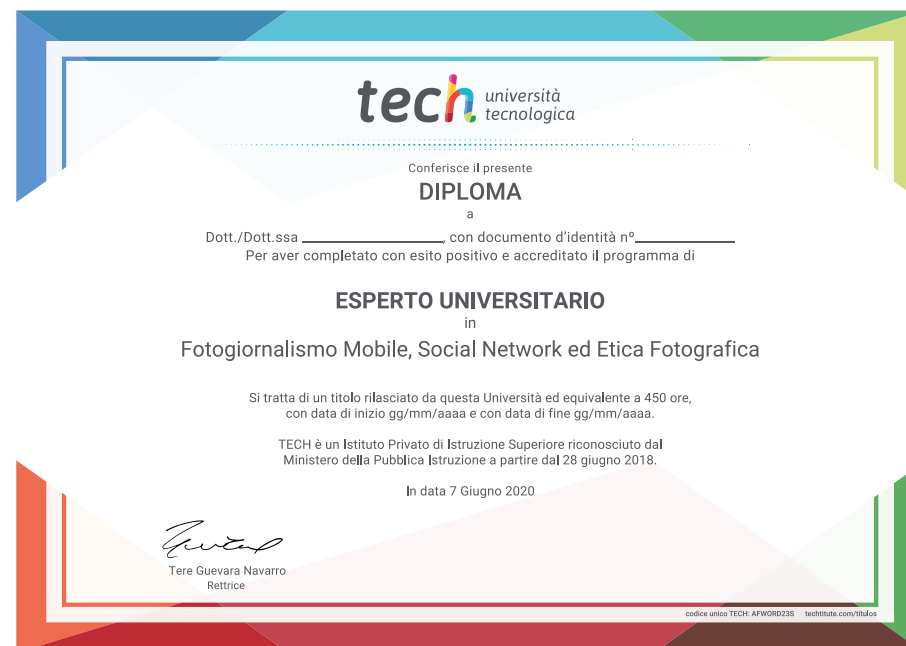 tech università
tecnologica
Conferisce il presente
DIPLOMA
a
Dott./Dott.ssa ________________, con documento d'identità nº____________
Per aver completato con esito positivo e accreditato il programma di
ESPERTO UNIVERSITARIO
in
Fotogiornalismo Mobile, Social Network ed Etica Fotografica
Si tratta di un titolo rilasciato da questa Università ed equivalente a 450 ore,
con data di inizio gg/mm/aaaa e con data di fine gg/mm/aaaa.
TECH è un Istituto Privato di Istruzione Superiore riconosciuto dal
Ministero della Pubblica Istruzione a partire dal 28 giugno 2018.
In data 7 Giugno 2020
Tere Guevara Navarro
Rettrice
codice unico TECH: AFWORD23S techtitute.com/titulos